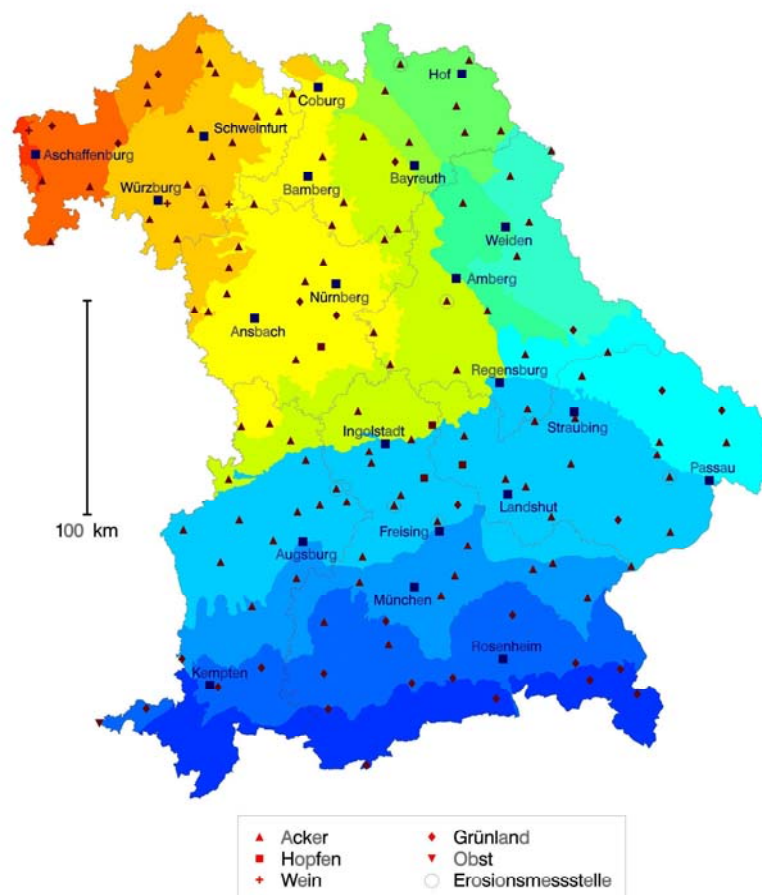 Hof
Coburg
Schweinfurt
Aschaffenburg
Bayreuth
Bamberg
Würzburg
Weiden
Amberg
Nürnberg
Ansbach
Regensburg
Straubing
Ingolstadt
Passau
Landshut
100 km
Freising
Augsburg
München
Rosenheim
Kempten
Acker
Grünland
Hopfen
Obst
Wein
Erosionsmessstelle